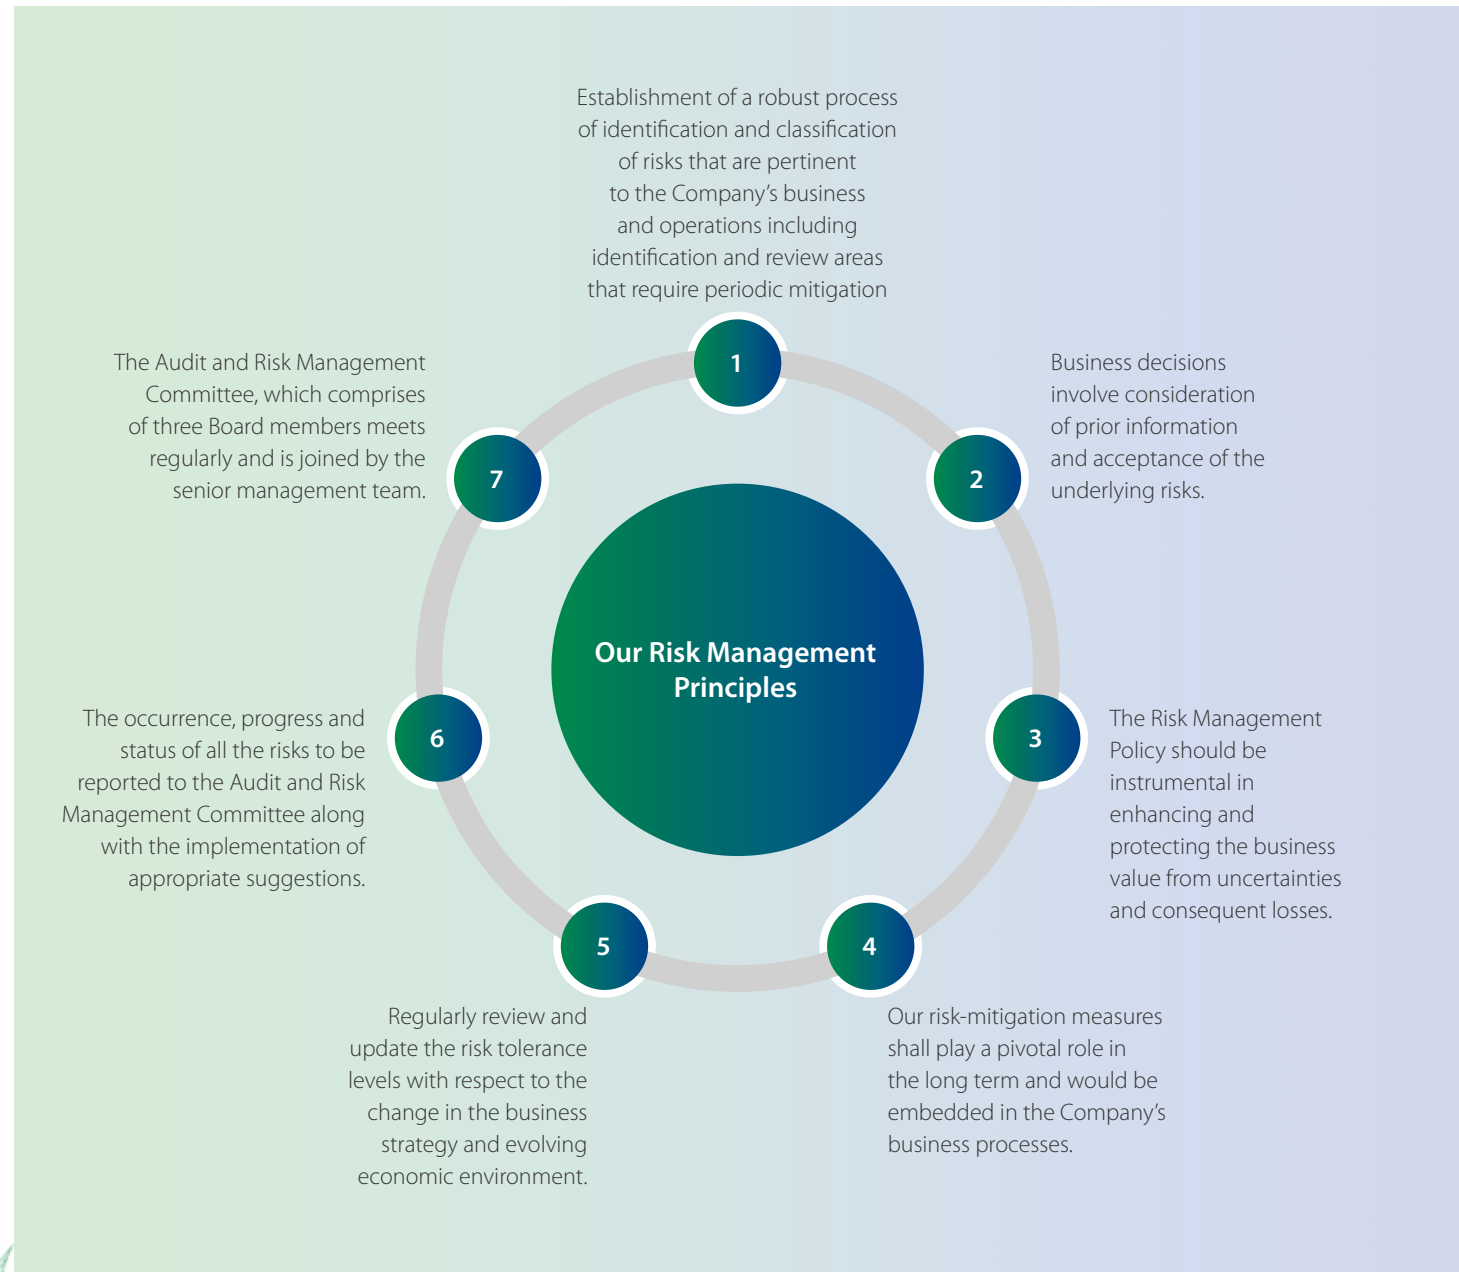 Establishment of a robust process
of identification and classification
of risks that are pertinent
to the Company’s business
and operations including
identification and review areas
that require periodic mitigation
1
Business decisions
involve consideration
of prior information
and acceptance of the
underlying risks.
2
The Risk Management
Policy should be
instrumental in
enhancing and
protecting the business
value from uncertainties
and consequent losses.
3
Our risk-mitigation measures
shall play a pivotal role in
the long term and would be
embedded in the Company’s
business processes.
4
Regularly review and
update the risk tolerance
levels with respect to the
change in the business
strategy and evolving
economic environment.
5
The occurrence, progress and
status of all the risks to be
reported to the Audit and Risk
Management Committee along
with the implementation of
appropriate suggestions.
6
The Audit and Risk Management
Committee, which comprises
of three Board members meets
regularly and is joined by the
senior management team.
7
Our Risk Management
Principles